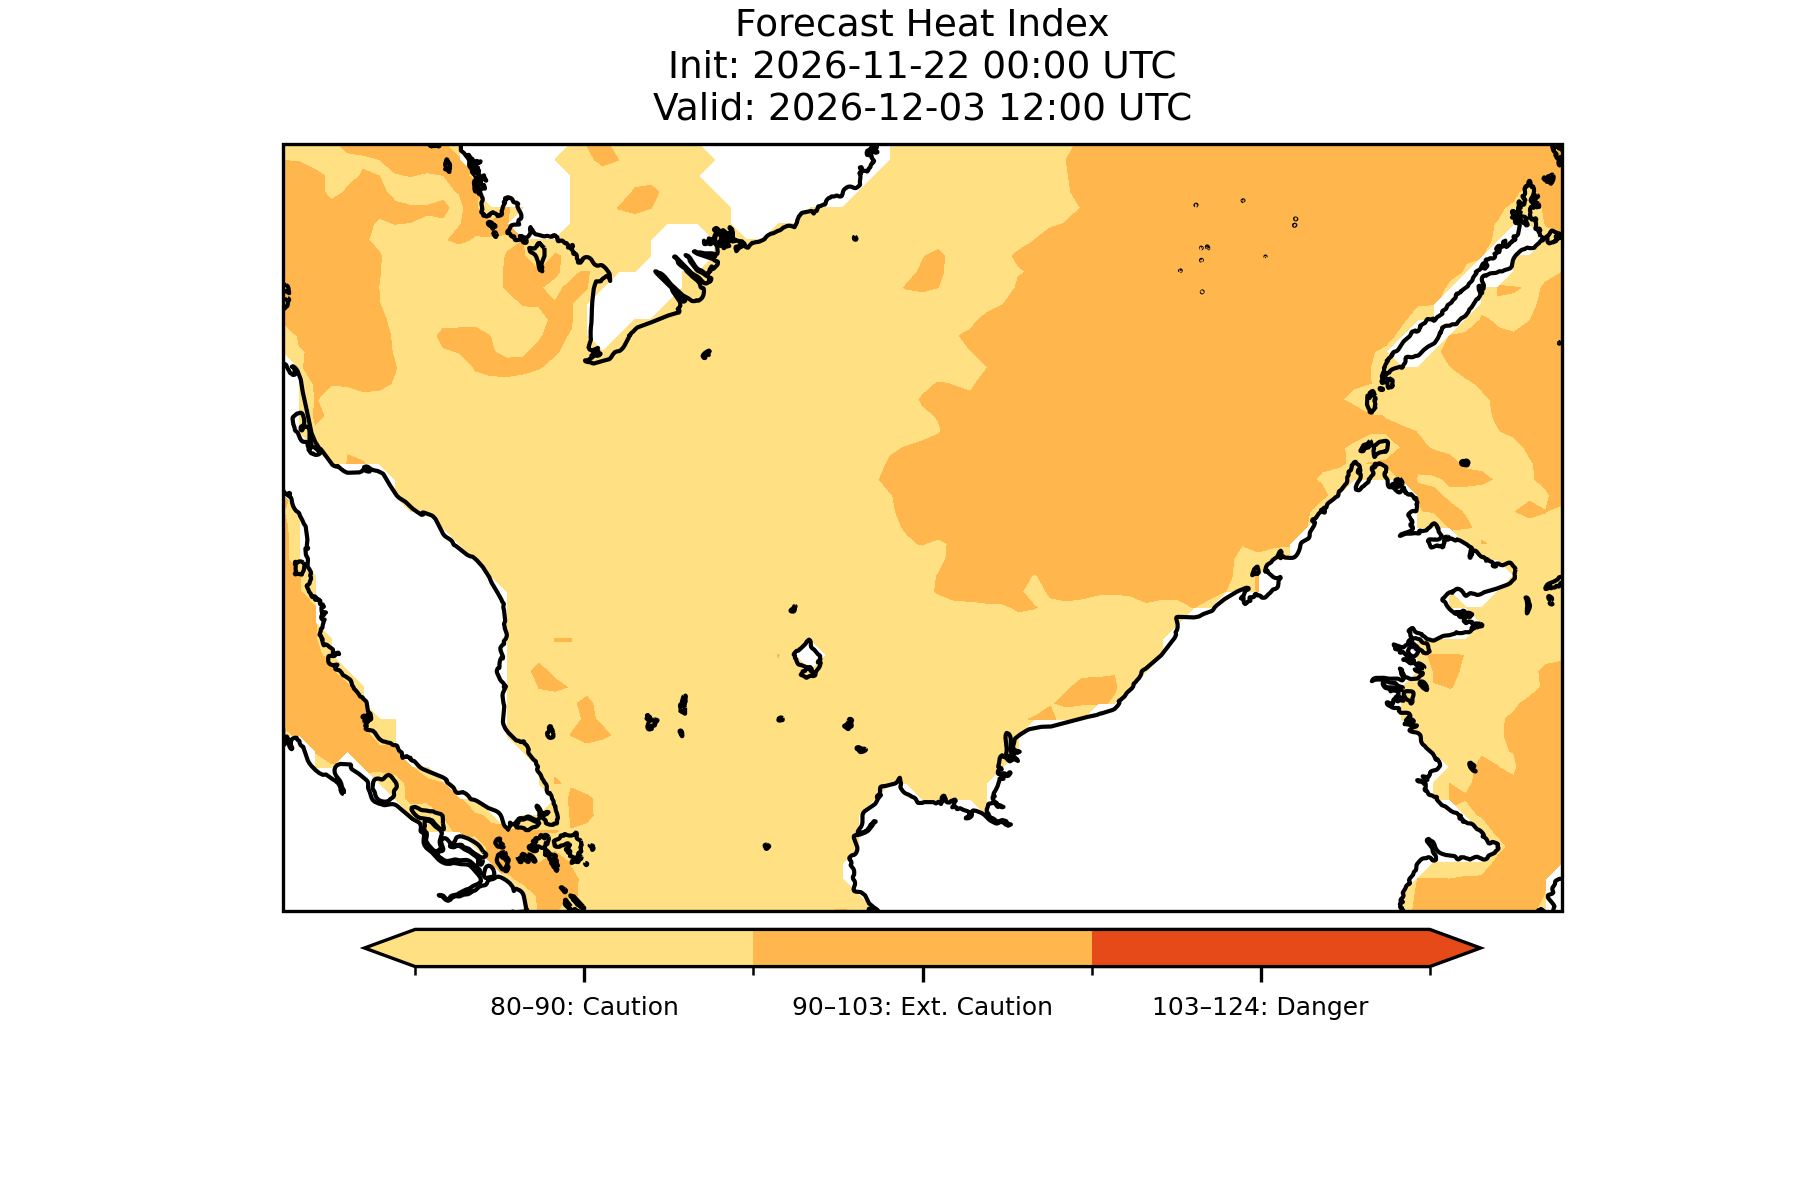 Forecast Heat Index
Init: 2026-11-22 00:00 UTC
Valid: 2026-12-03 12:00 UTC
80–90: Caution
90–103: Ext. Caution
103–124: Danger